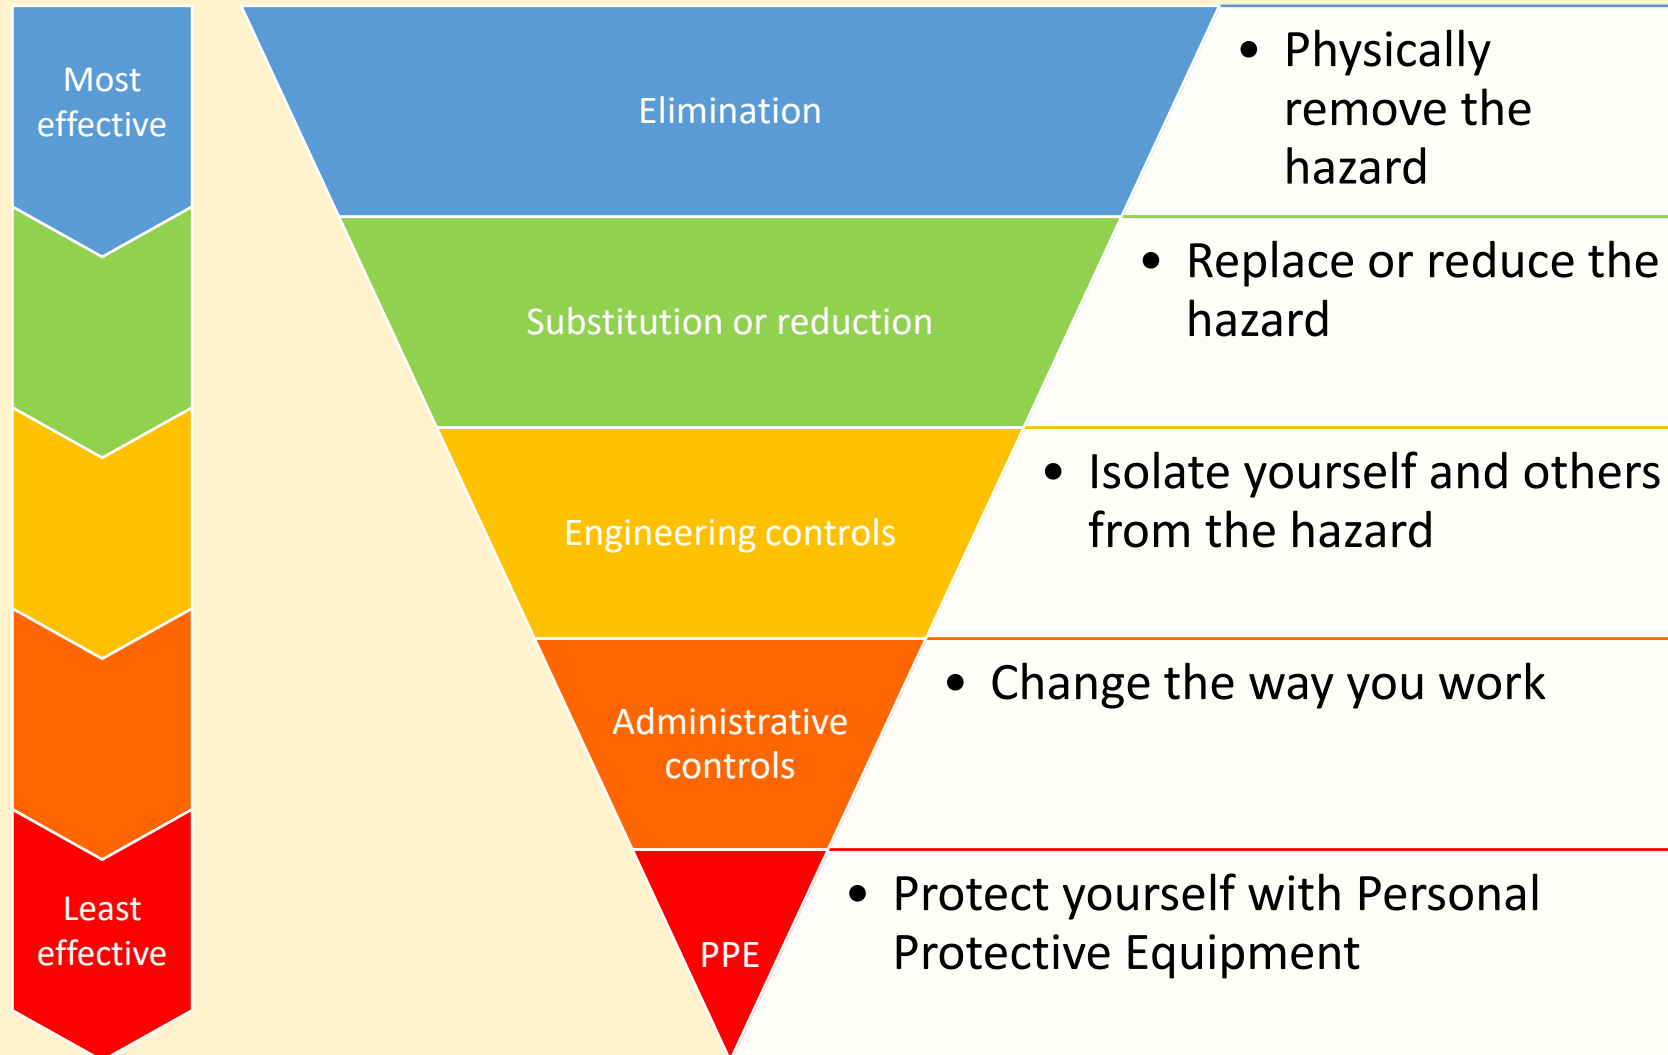 Most
effective
Elimination
• Physically
remove the
hazard
Substitution or reduction
• Replace or reduce the
hazard
Engineering controls
• Isolate yourself and others
from the hazard
Administrative
controls
• Change the way you work
Least
effective
PPE
• Protect yourself with Personal
Protective Equipment